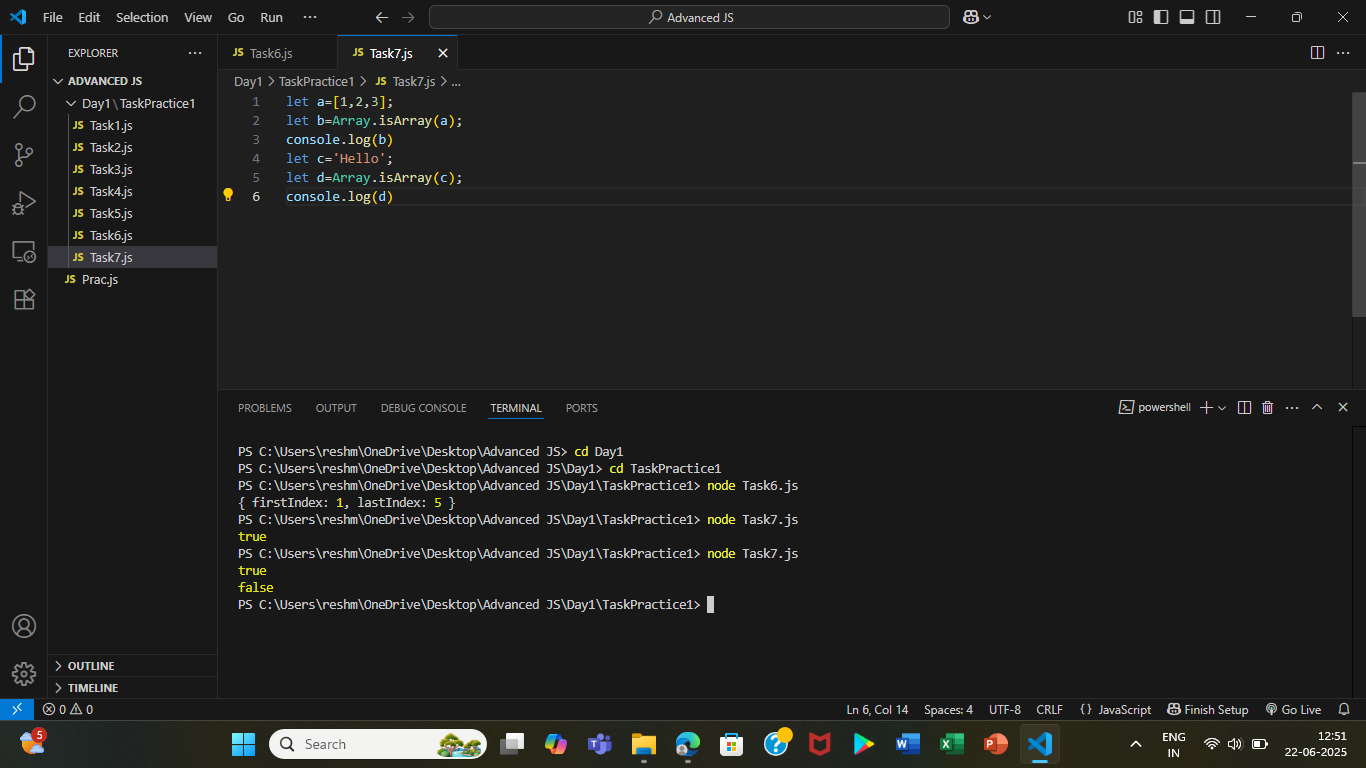 File Edit Selection View Go Run ··· Advanced JS
EXPLORER ···
ADVANCED JS
Day1 \ TaskPractice1
JS Task1.js
JS Task2.js
JS Task3.js
JS Task4.js
JS Task5.js
JS Task6.js
JS Task7.js
JS Prac.js
OUTLINE
TIMELINE
JS Task6.js JS Task7.js
Day1 > TaskPractice1 > JS Task7.js > ...
1 let a=[1,2,3];
2 let b=Array.isArray(a);
3 console.log(b)
4 let c='Hello';
5 let d=Array.isArray(c);
6 console.log(d)
PROBLEMS OUTPUT DEBUG CONSOLE TERMINAL PORTS powershell
PS C:\Users\reshm\OneDrive\Desktop\Advanced JS> cd Day1
PS C:\Users\reshm\OneDrive\Desktop\Advanced JS\Day1> cd TaskPractice1
PS C:\Users\reshm\OneDrive\Desktop\Advanced JS\Day1\TaskPractice1> node Task6.js
{ firstIndex: 1, lastIndex: 5 }
PS C:\Users\reshm\OneDrive\Desktop\Advanced JS\Day1\TaskPractice1> node Task7.js
true
PS C:\Users\reshm\OneDrive\Desktop\Advanced JS\Day1\TaskPractice1> node Task7.js
true
false
PS C:\Users\reshm\OneDrive\Desktop\Advanced JS\Day1\TaskPractice1>
0 0 Ln 6, Col 14 Spaces: 4 UTF-8 CRLF {} JavaScript Finish Setup Go Live
5 Search ENG 12:51
IN 22-06-2025